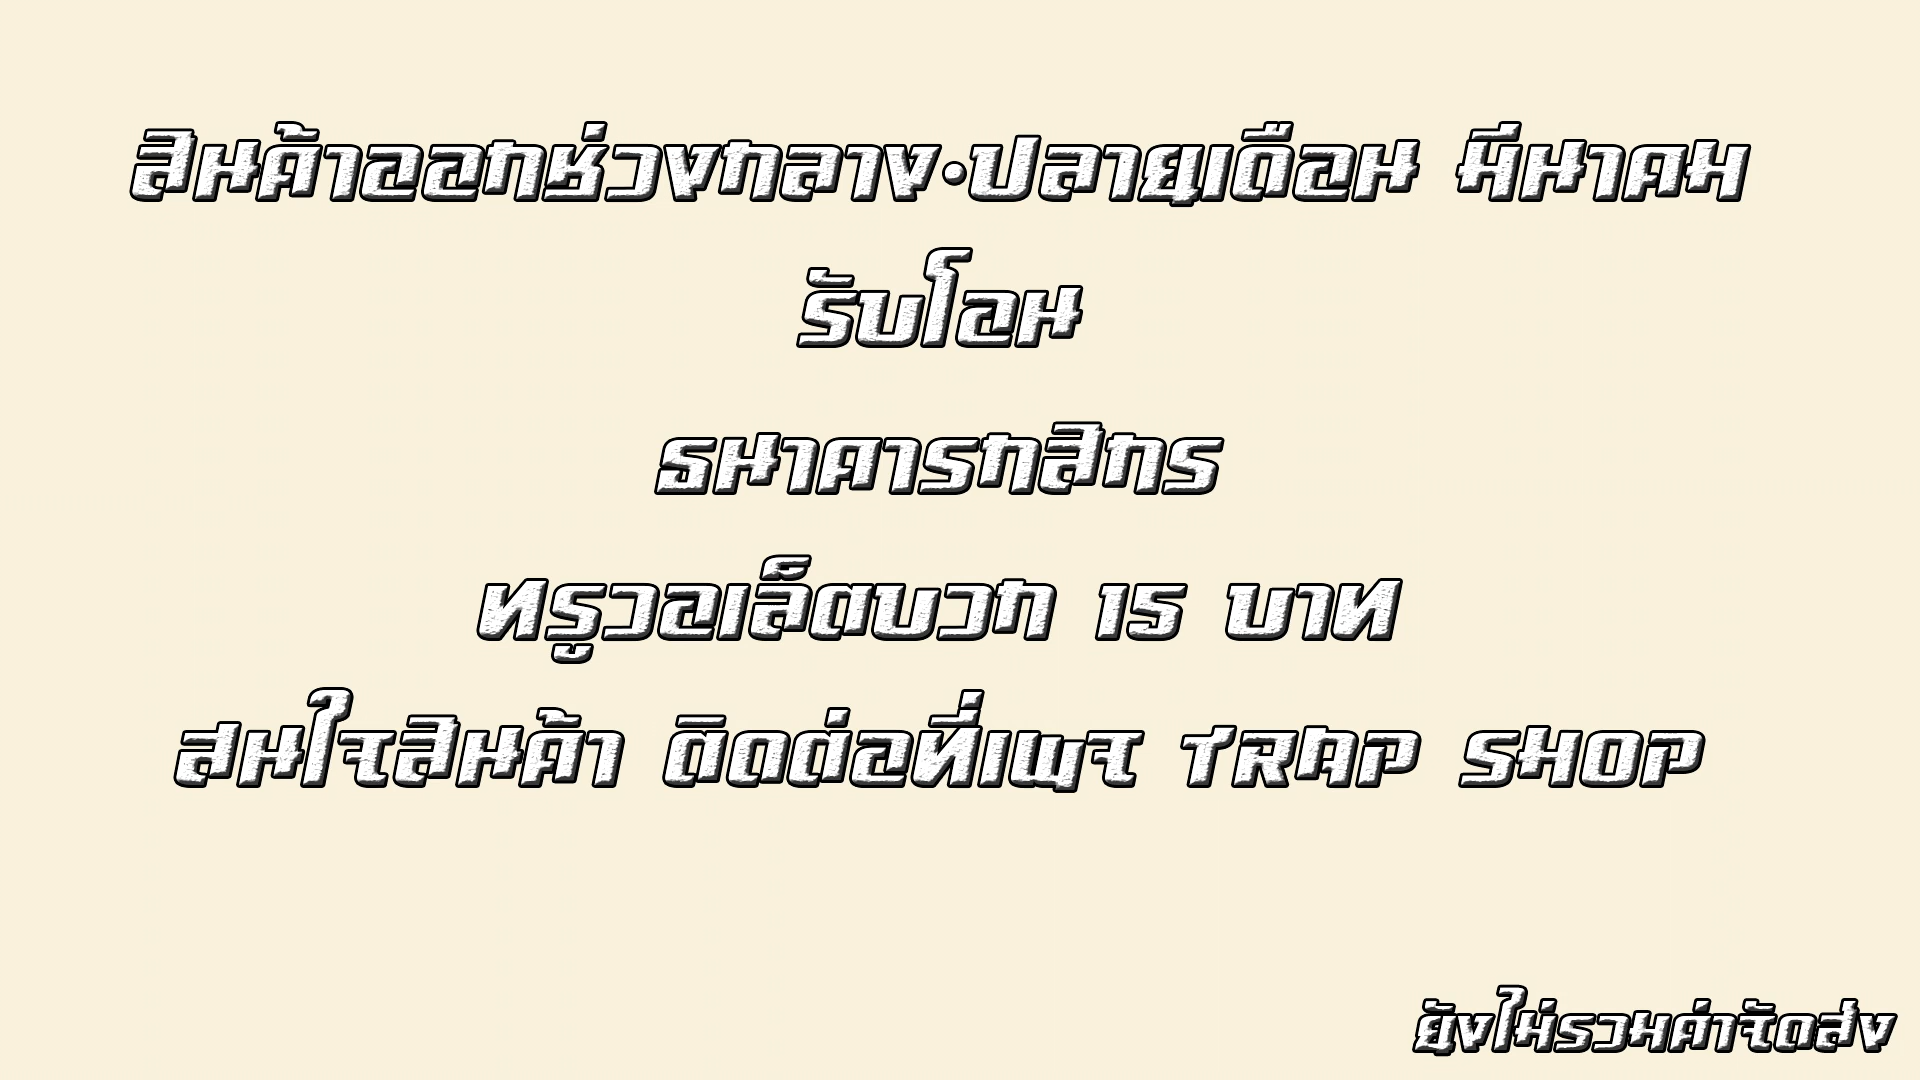 สินค้าออกช่วงกลาง-ปลายเดือน มีนาคม
รับโอน
ธนาคารกสิกร
ทรูวอเล็ตบวก 15 บาท
สนใจสินค้า ติดต่อที่เพจ TRAP SHOP
ยังไม่รวมค่าจัดส่ง